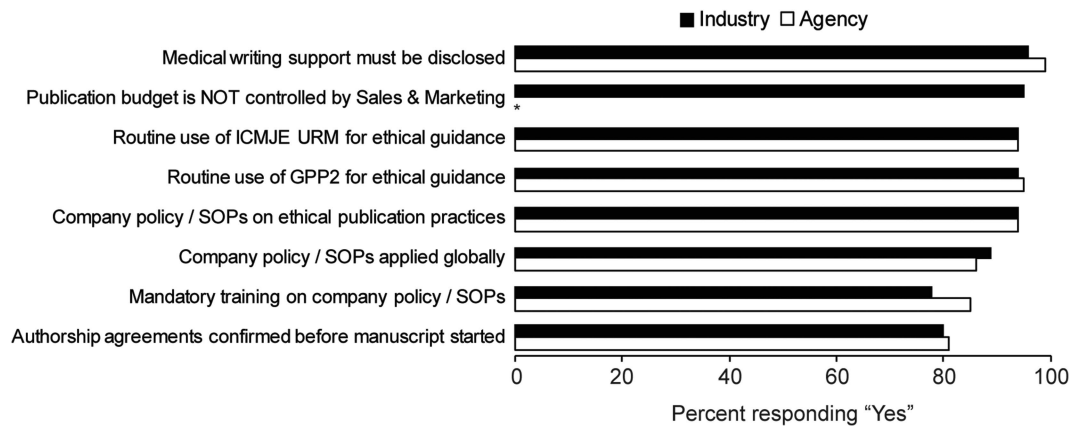 Industry Agency
Medical writing support must be disclosed
Publication budget is NOT controlled by Sales & Marketing
*
Routine use of ICMJE URM for ethical guidance
Routine use of GPP2 for ethical guidance
Company policy / SOPs on ethical publication practices
Company policy / SOPs applied globally
Mandatory training on company policy / SOPs
Authorship agreements confirmed before manuscript started
0 20 40 60 80 100
Percent responding “Yes”